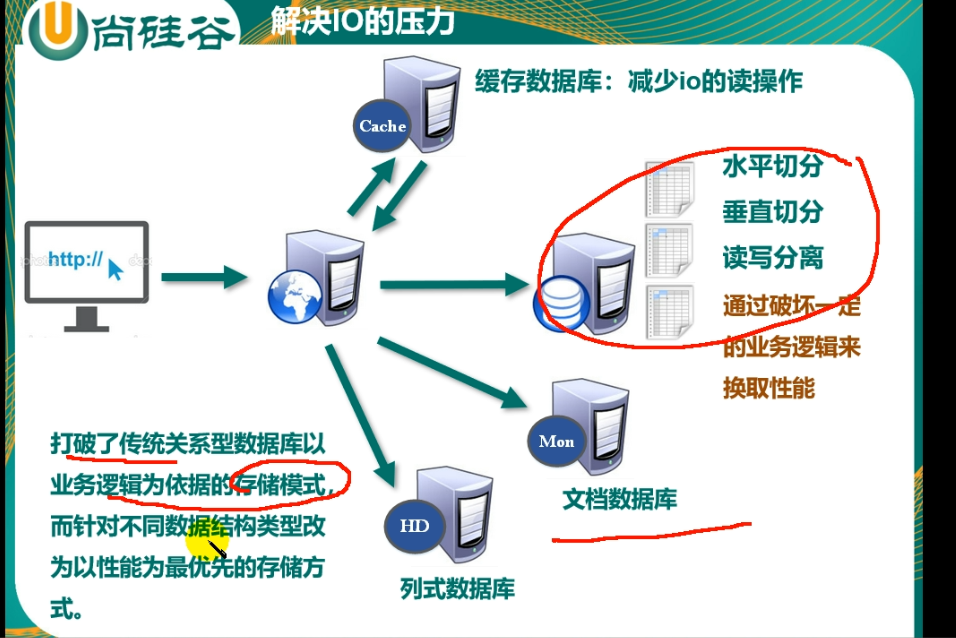 尚硅谷
解决IO的压力
缓存数据库：减少io的读操作
Cache
水平切分
垂直切分
读写分离
通过破坏一定
的业务逻辑来
换取性能
http://
Mon
文档数据库
HD
列式数据库
打破了传统关系型数据库以
业务逻辑为依据的存储模式，
而针对不同数据结构类型改
为以性能为最优先的存储方
式。